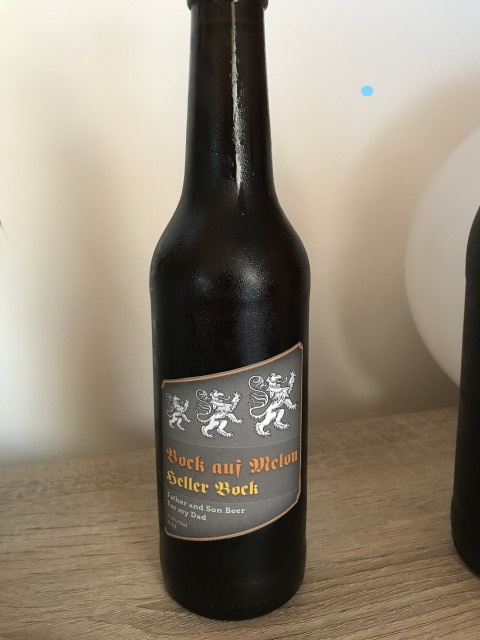 Bock auf Melon
Heller Bock
Father and Son Beer
For my Dad